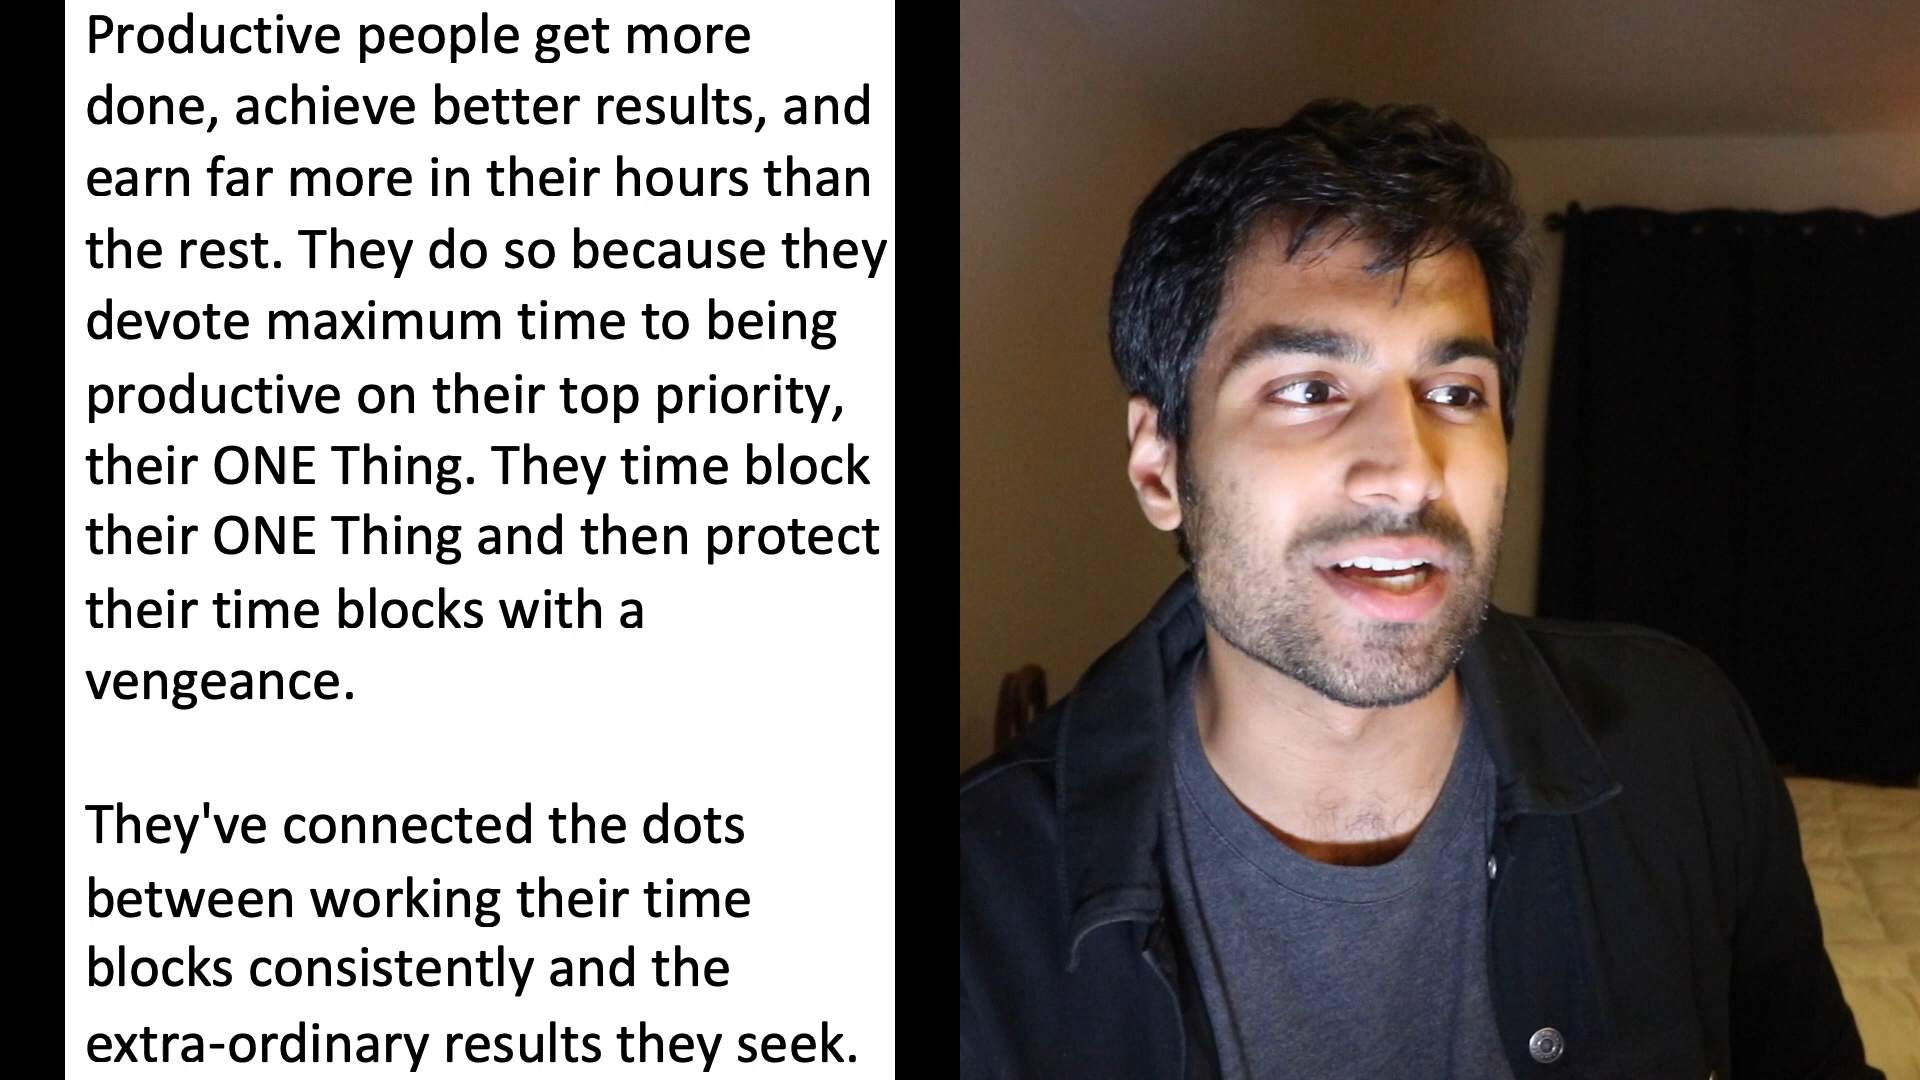 Productive people get more
done, achieve better results, and
earn far more in their hours than
the rest. They do so because they
devote maximum time to being
productive on their top priority,
their ONE Thing. They time block
their ONE Thing and then protect
their time blocks with a
vengeance.
They've connected the dots
between working their time
blocks consistently and the
extra-ordinary results they seek.